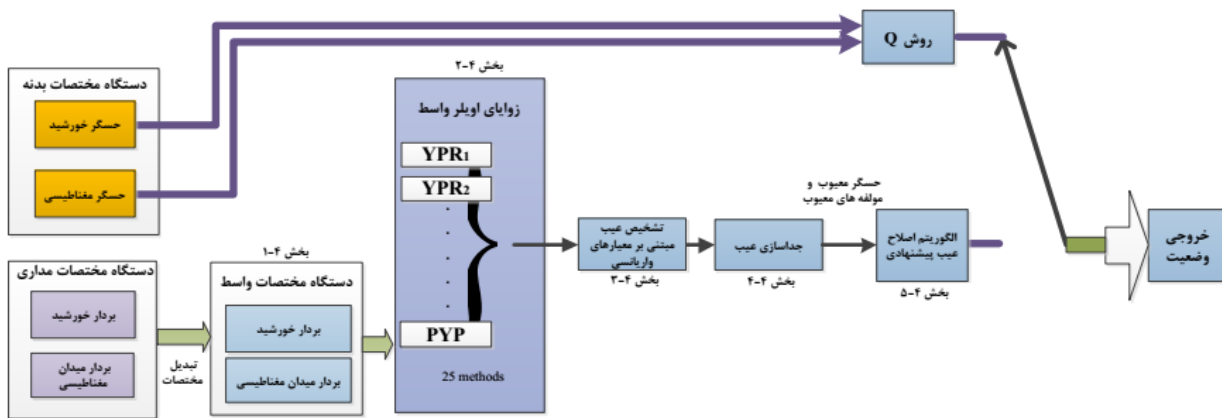 روش Q
بخش ۴-۲
دستگاه مختصات بدنه
حسگر خورشید
حسگر مغناطیسی
زوایای اویلر واسط
YPR1
YPR2
PYP
25 methods
حسگر معیوب و
مولفه های معیوب
تشخیص عیب
مبتنی بر معیارهای
واریانسی
بخش ۴-۳
جداسازی عیب
بخش ۴-۴
الگوریتم اصلاح
عیب پیشنهادی
بخش ۴-۵
خروجی
وضعیت
بخش ۴-۱
دستگاه مختصات مداری
بردار خورشید
بردار میدان
مغناطیسی
تبدیل
مختصات
دستگاه مختصات واسط
بردار خورشید
بردار میدان مغناطیسی